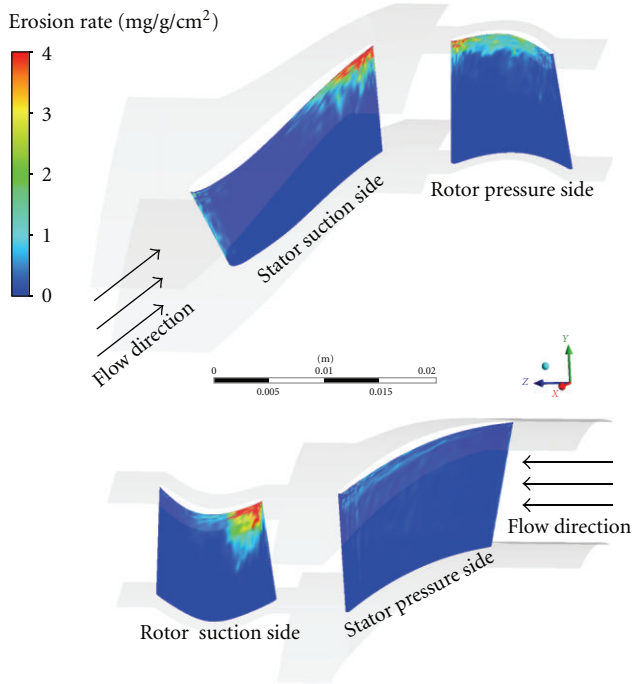 Erosion rate (mg/g/cm2)
4
3
2
1
0
Rotor pressure side
Stator suction side
Flow direction
(m)
0 0.01 0.02
0.005 0.015
Y
Z
X
Flow direction
Stator pressure side
Rotor suction side